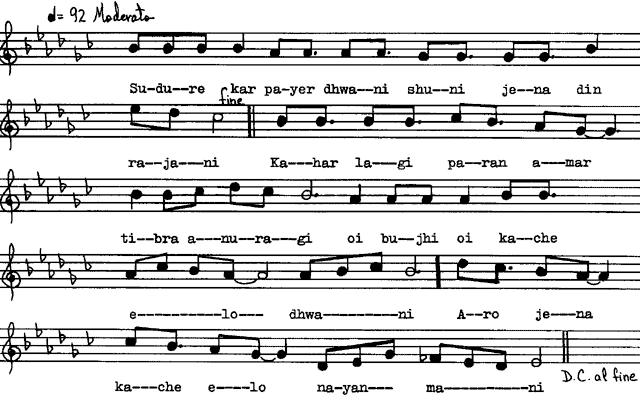 d= 92 Moderato
Su-du--re kar pa-yer dhwa--ni shu--ni je--na din
fine
ra--ja--ni Ka---har la---gi pa--ran a--mar
ti--bra a---nu--ra---gi oi bu--jhi oi ka--che
e----------lo--- dhwa----------ni A--ro je---na
ka---che e----lo na-yan--- ma-----------ni
D.C. al fine